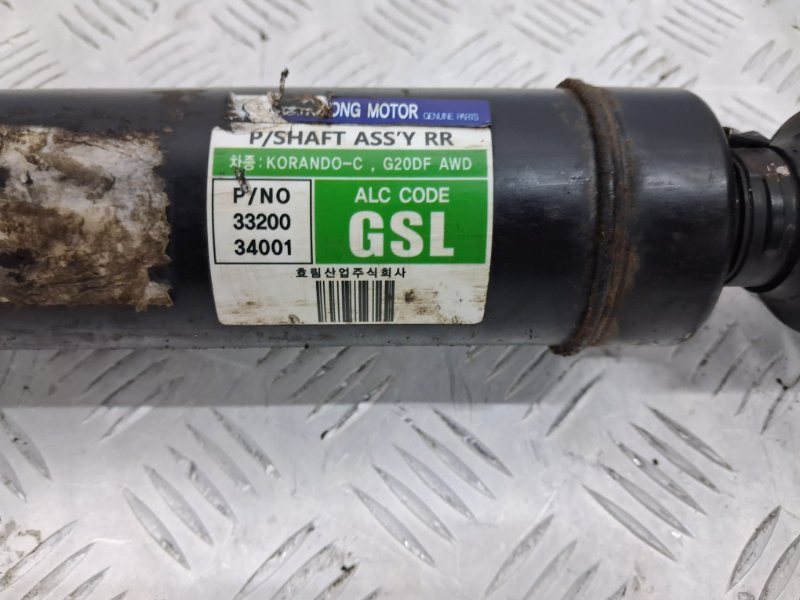 ONG MOTOR GENUINE PARTS
P/SHAFT ASS'Y RR
차종: KORANDO-C , G20DF AWD
P/NO
33200
34001
ALC CODE
GSL
효림산업주식회사